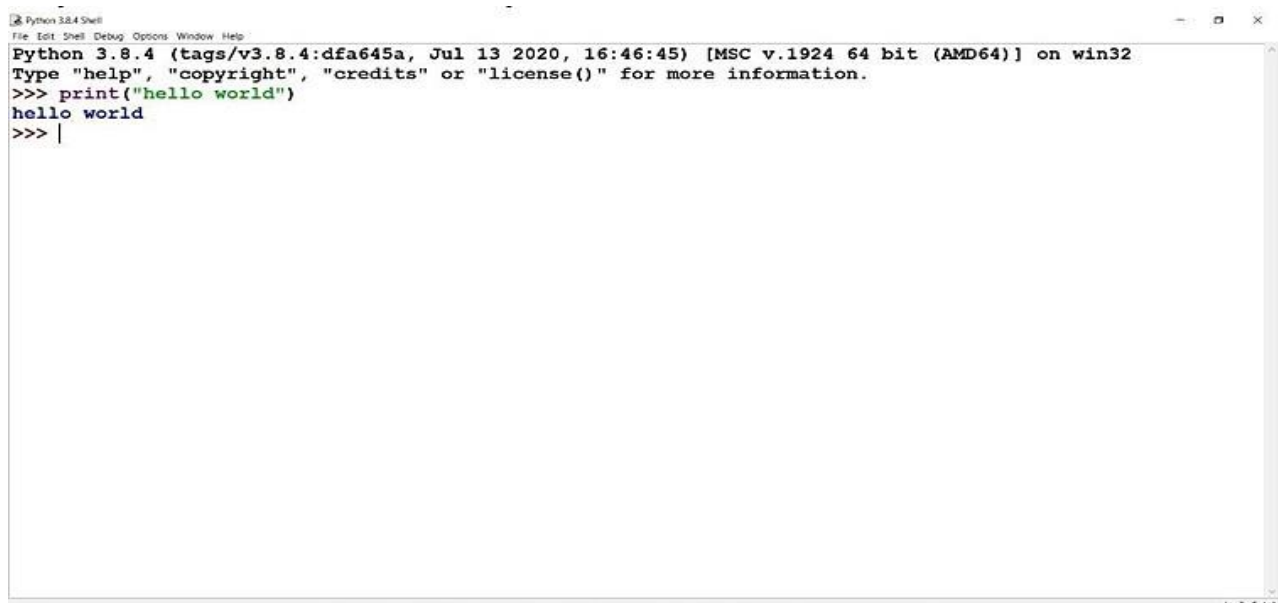 Python 3.8.4 Shell
File Edit Shell Debug Options Window Help
Python 3.8.4 (tags/v3.8.4:dfa645a, Jul 13 2020, 16:46:45) [MSC v.1924 64 bit (AMD64)] on win32
Type "help", "copyright", "credits" or "license()" for more information.
>>> print("hello world")
hello world
>>>